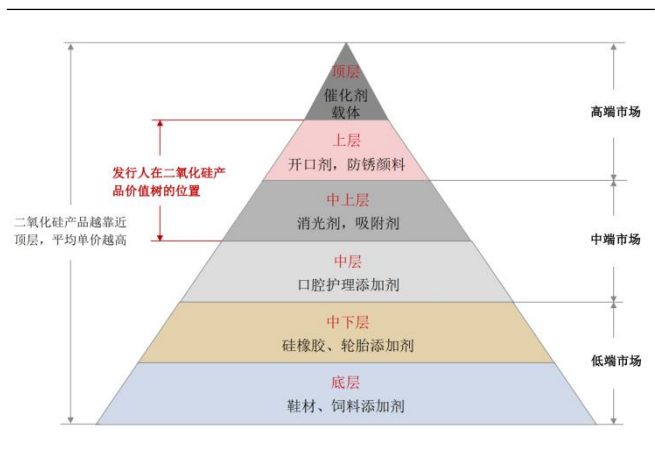 顶层
催化剂
载体
高端市场
上层
开口剂，防锈颜料
发行人在二氧化硅产
品价值树的位置
中上层
消光剂，吸附剂
二氧化硅产品越靠近
顶层，平均单价越高
中端市场
中层
口腔护理添加剂
中下层
硅橡胶、轮胎添加剂
低端市场
底层
鞋材、饲料添加剂